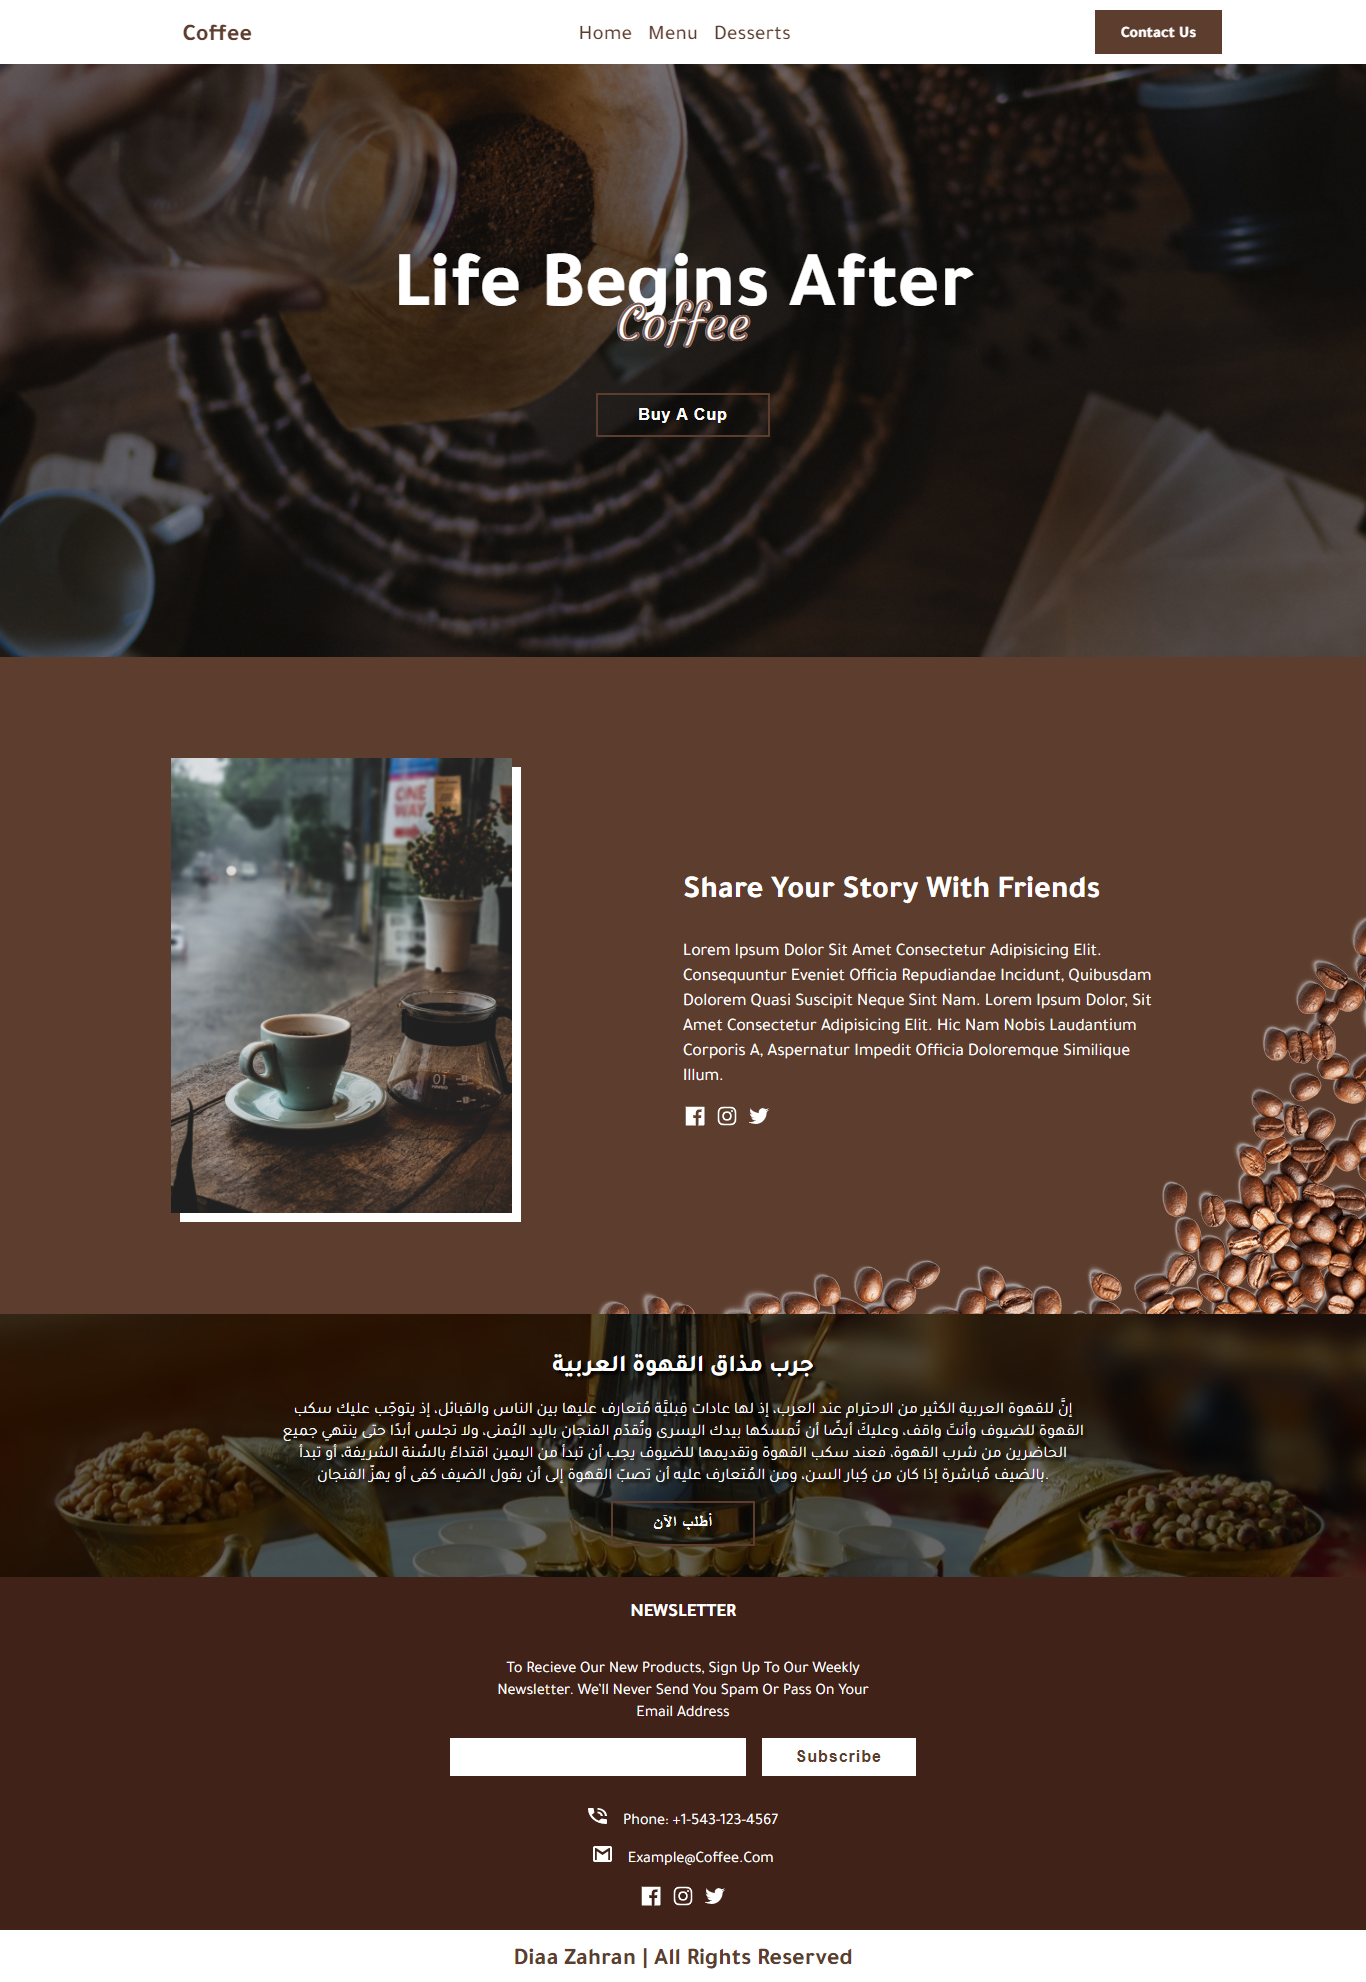 Coffee
Home Menu Desserts
Contact Us
Life Begins After
Coffee
Buy A Cup
ONE
WAY
Share Your Story With Friends
Lorem Ipsum Dolor Sit Amet Consectetur Adipisicing Elit.
Consequuntur Eveniet Officia Repudiandae Incidunt, Quibusdam
Dolorem Quasi Suscipit Neque Sint Nam. Lorem Ipsum Dolor, Sit
Amet Consectetur Adipisicing Elit. Hic Nam Nobis Laudantium
Corporis A, Aspernatur Impedit Officia Doloremque Similique
Illum.
جرب مذاق القهوة العربية
إنَّ للقهوة العربية الكثير من الاحترام عند العرب، إذ لها عادات قِبليَّة مُتعارف عليها بين الناس والقبائل، إذ يتوجّب عليك سكب
القهوة للضيوف وأنتَ واقف، وعليكَ أيضًا أن تُمسكها بيدك اليسرى وتُقدّم الفنجان باليد اليُمنى، ولا تجلس أبدًا حتى ينتهي جميع
الحاضرين من شرب القهوة، فعند سكب القهوة وتقديمها للضيوف يجب أن تبدأ من اليمين اقتداءً بالسُنة الشريفة، أو تبدأ
بالضيف مُباشرة إذا كان من كِبار السن، ومن المُتعارف عليه أن تصبّ القهوة إلى أن يقول الضيف كفى أو يهزّ الفنجان.
أطلب الآن
NEWSLETTER
To Recieve Our New Products, Sign Up To Our Weekly
Newsletter. We'll Never Send You Spam Or Pass On Your
Email Address
Subscribe
Phone: +1-543-123-4567
Example@Coffee.Com
Diaa Zahran | All Rights Reserved